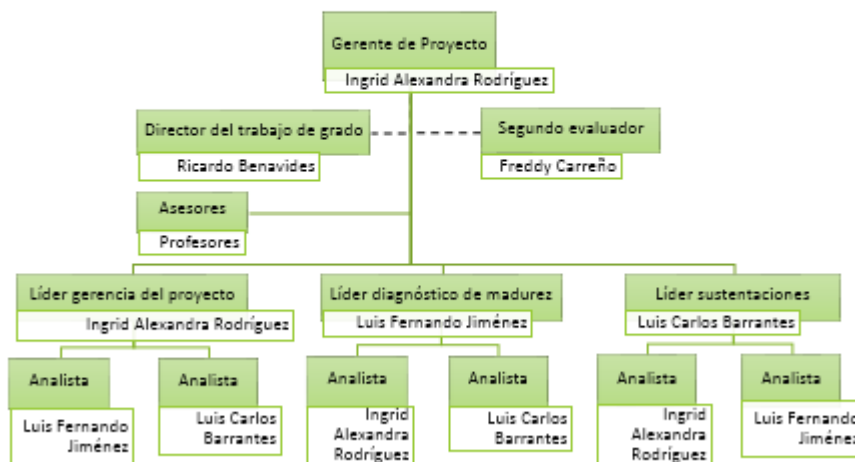 Gerente de Proyecto
Ingrid Alexandra Rodríguez
Director del trabajo de grado
Ricardo Benavides
Segundo evaluador
Freddy Carreño
Asesores
Profesores
Líder gerencia del proyecto
Ingrid Alexandra Rodríguez
Líder diagnóstico de madurez
Luis Fernando Jiménez
Líder sustentaciones
Luis Carlos Barrantes
Analista
Luis Fernando
Jiménez
Analista
Luis Carlos
Barrantes
Analista
Ingrid
Alexandra
Rodríguez
Analista
Luis Carlos
Barrantes
Analista
Ingrid
Alexandra
Rodríguez
Analista
Luis Fernando
Jiménez